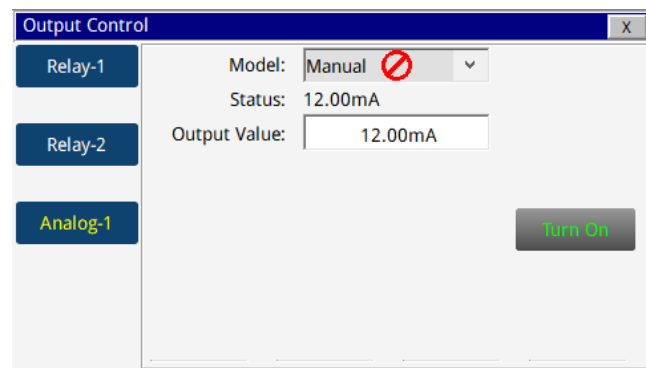 Output Control X
Relay-1
Model: Manual
Status: 12.00mA
Relay-2
Output Value: 12.00mA
Analog-1
Turn On